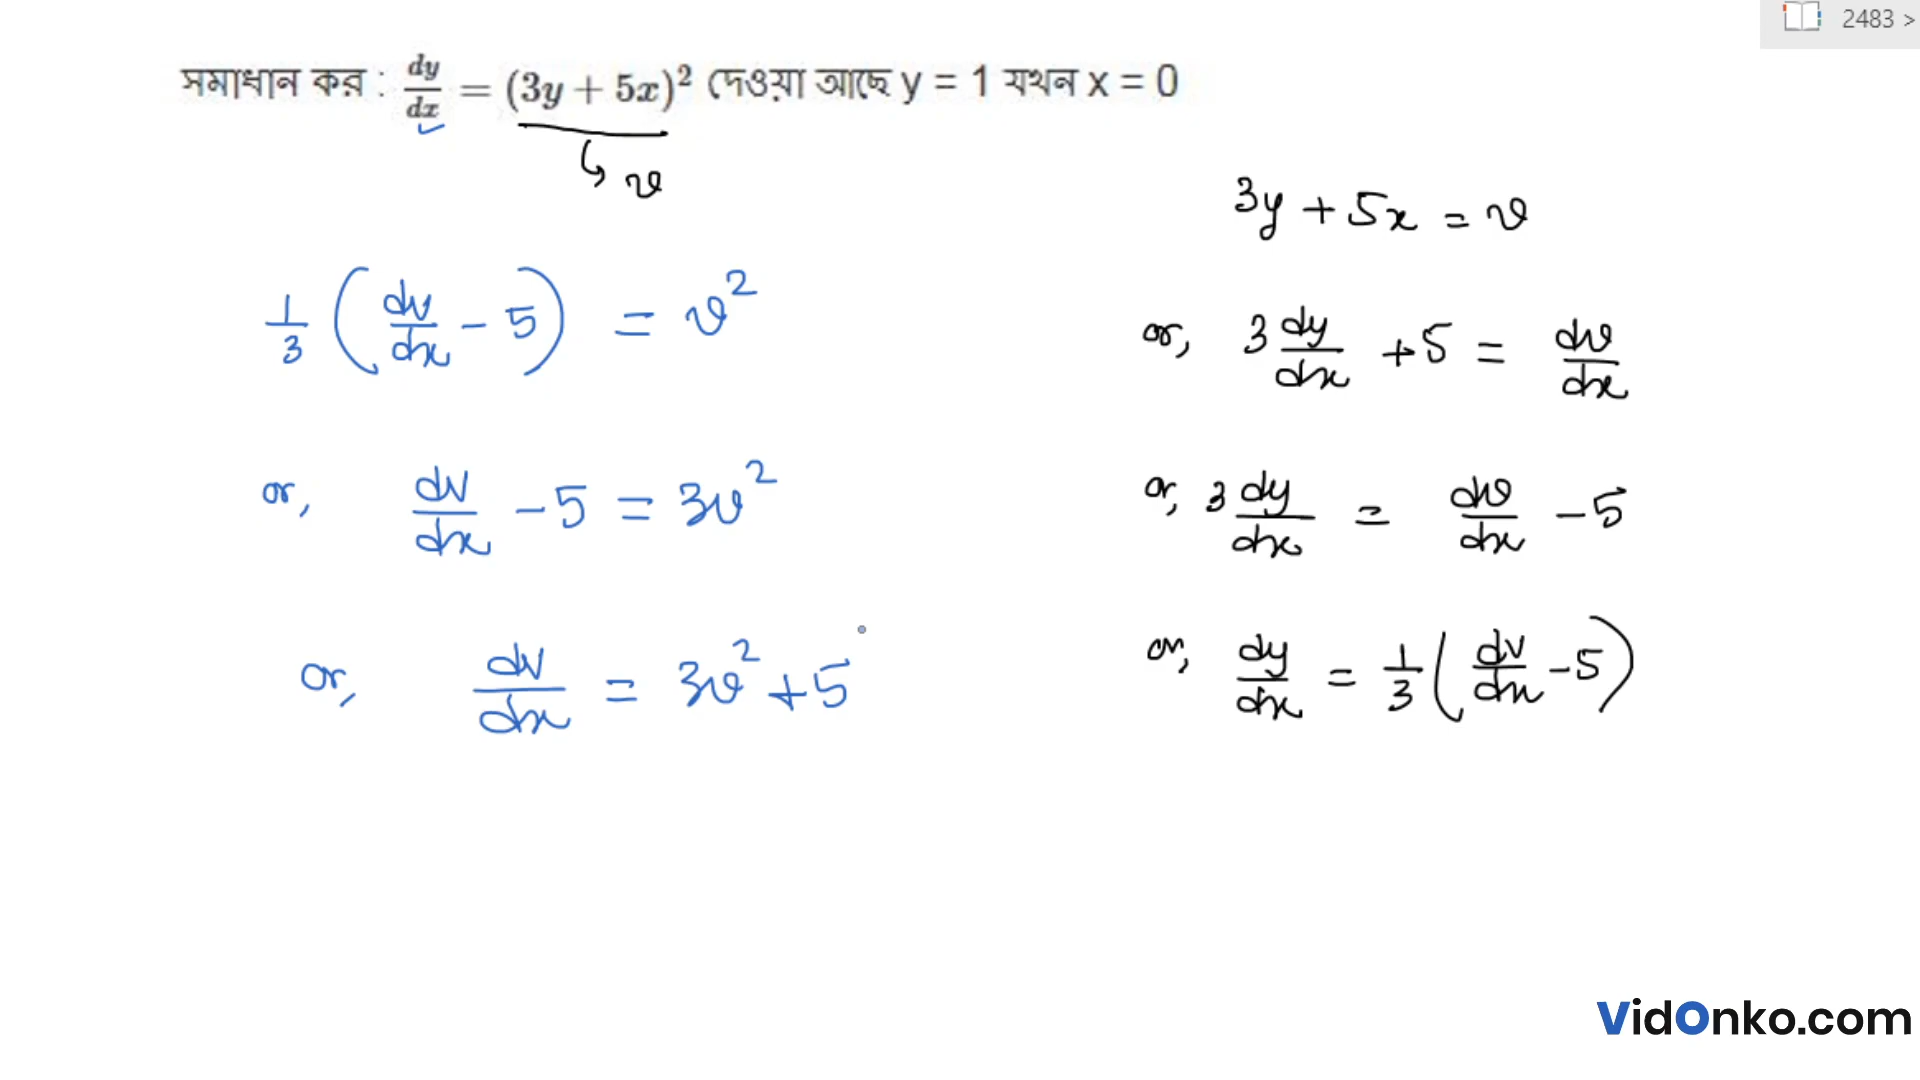 2483 >
সমাধান কর : dy/dx = (3y + 5x)² দেওয়া আছে y = 1 যখন x = 0
v
3y + 5x = v
1/3 (dv/dx - 5) = v²
or, 3 dy/dx + 5 = dv/dx
or, dv/dx - 5 = 3v²
or, 3 dy/dx = dv/dx - 5
or, dv/dx = 3v² + 5
or, dy/dx = 1/3 (dv/dx - 5)
VidOnko.com